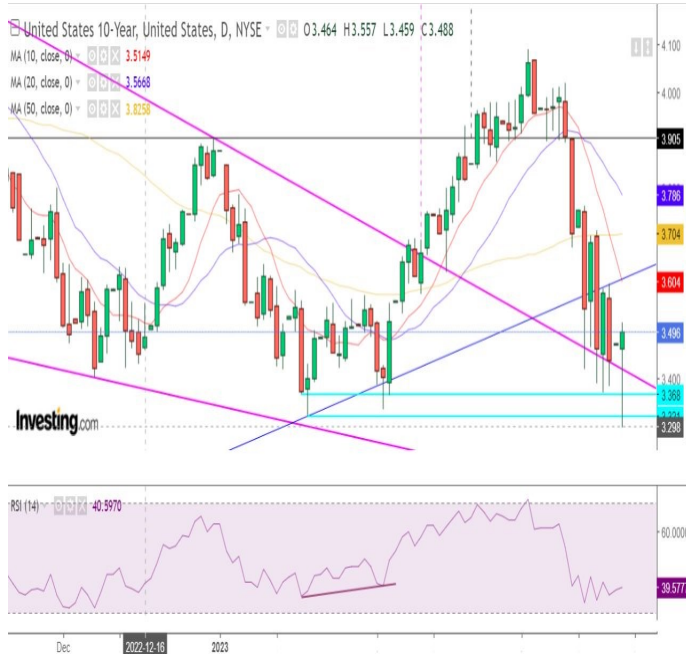 United States 10-Year, United States, D, NYSE O3.464 H3.557 L3.459 C3.488
MA (10, close, 0) 3.5149
MA (20, close, 0) 3.5668
MA (50, close, 0) 3.8258
4.100
4.000
3.905
3.786
3.704
3.604
3.496
3.400
3.368
3.298
Investing.com
RSI (14) 40.5970
60.0000
39.5777
Dec 2022-12-16 2023